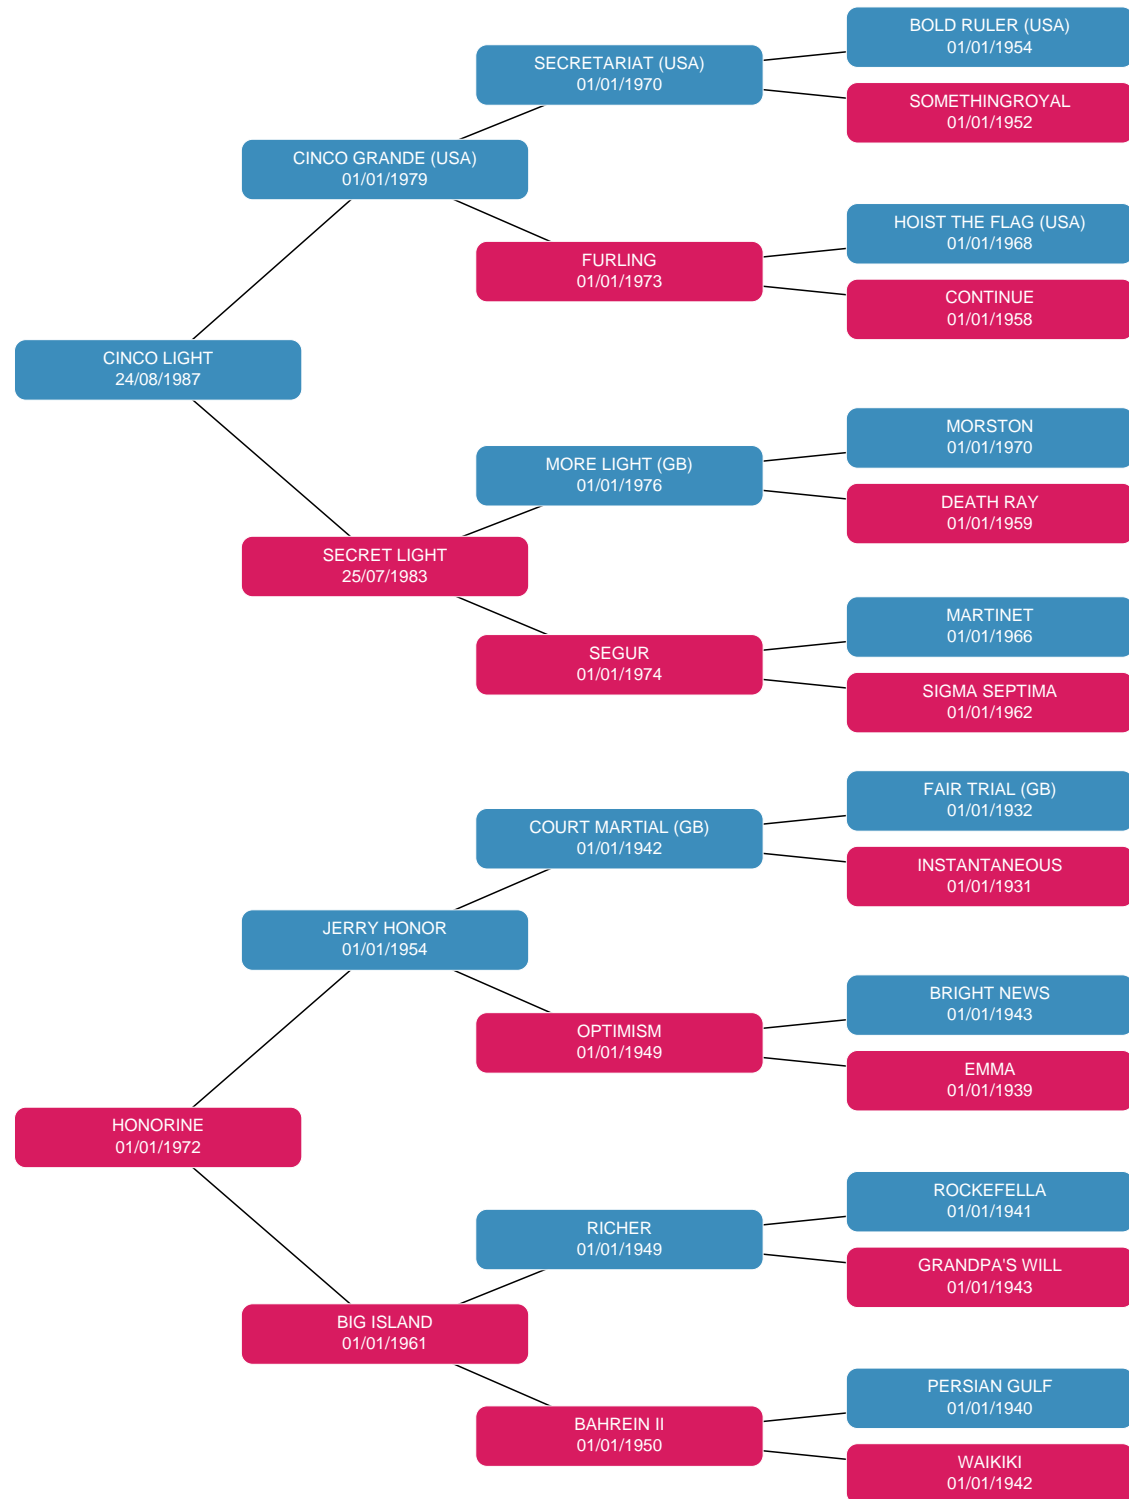 BOLD RULER (USA)
01/01/1954
SECRETARIAT (USA)
01/01/1970
SOMETHINGROYAL
01/01/1952
CINCO GRANDE (USA)
01/01/1979
HOIST THE FLAG (USA)
01/01/1968
FURLING
01/01/1973
CONTINUE
01/01/1958
CINCO LIGHT
24/08/1987
MORSTON
01/01/1970
MORE LIGHT (GB)
01/01/1976
DEATH RAY
01/01/1959
SECRET LIGHT
25/07/1983
MARTINET
01/01/1966
SEGUR
01/01/1974
SIGMA SEPTIMA
01/01/1962
FAIR TRIAL (GB)
01/01/1932
COURT MARTIAL (GB)
01/01/1942
INSTANTANEOUS
01/01/1931
JERRY HONOR
01/01/1954
BRIGHT NEWS
01/01/1943
OPTIMISM
01/01/1949
EMMA
01/01/1939
HONORINE
01/01/1972
ROCKEFELLA
01/01/1941
RICHER
01/01/1949
GRANDPA'S WILL
01/01/1943
BIG ISLAND
01/01/1961
PERSIAN GULF
01/01/1940
BAHREIN II
01/01/1950
WAIKIKI
01/01/1942